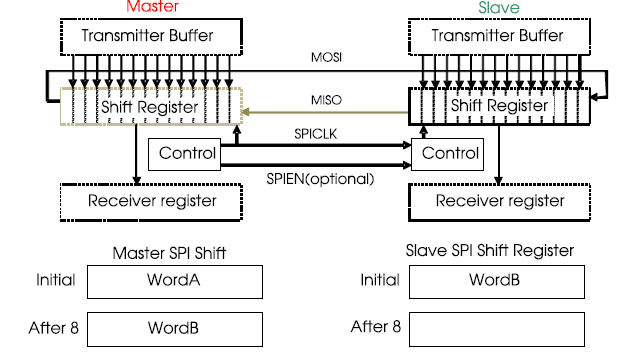 Master Slave
Transmitter Buffer Transmitter Buffer
MOSI
Shift Register MISO Shift Register
SPICLK
Control Control
SPIEN(optional)
Receiver register Receiver register
Master SPI Shift Slave SPI Shift Register
Initial WordA Initial WordB
After 8 WordB After 8